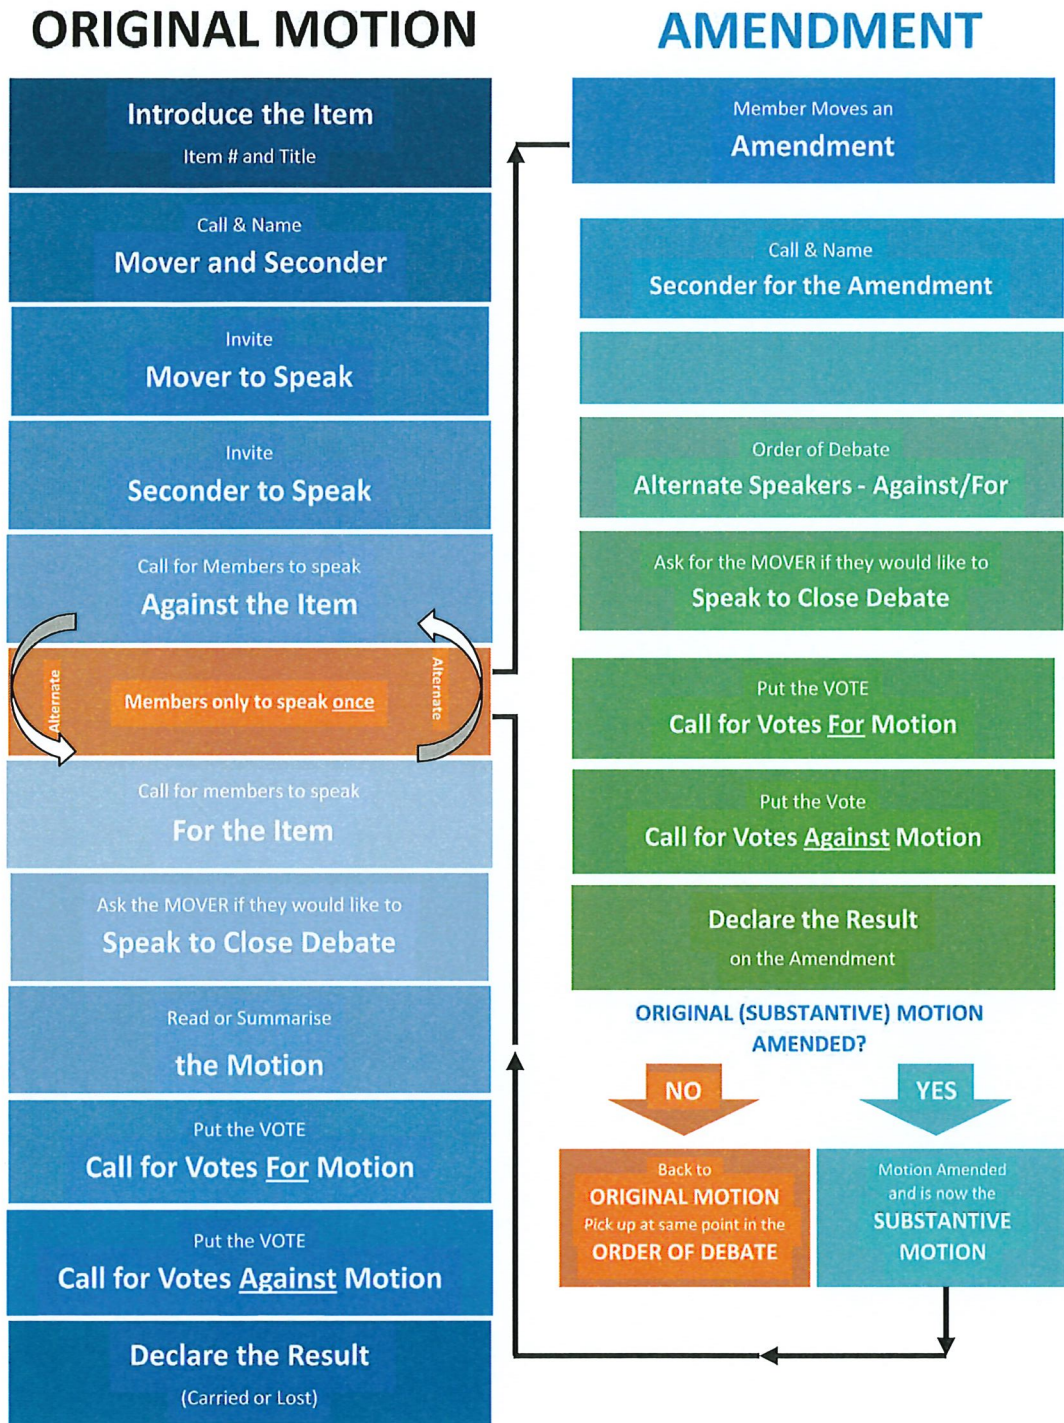 ORIGINAL MOTION
Introduce the Item
Item # and Title
Call & Name
Mover and Seconder
Invite
Mover to Speak
Invite
Seconder to Speak
Call for Members to speak
Against the Item
Alternate
Members only to speak once
Alternate
Call for members to speak
For the Item
Ask the MOVER if they would like to
Speak to Close Debate
Read or Summarise
the Motion
Put the VOTE
Call for Votes For Motion
Put the VOTE
Call for Votes Against Motion
Declare the Result
(Carried or Lost)
AMENDMENT
Member Moves an
Amendment
Call & Name
Seconder for the Amendment
Order of Debate
Alternate Speakers - Against/For
Ask for the MOVER if they would like to
Speak to Close Debate
Put the VOTE
Call for Votes For Motion
Put the Vote
Call for Votes Against Motion
Declare the Result
on the Amendment
ORIGINAL (SUBSTANTIVE) MOTION
AMENDED?
NO
YES
Back to
ORIGINAL MOTION
Pick up at same point in the
ORDER OF DEBATE
Motion Amended
and is now the
SUBSTANTIVE
MOTION